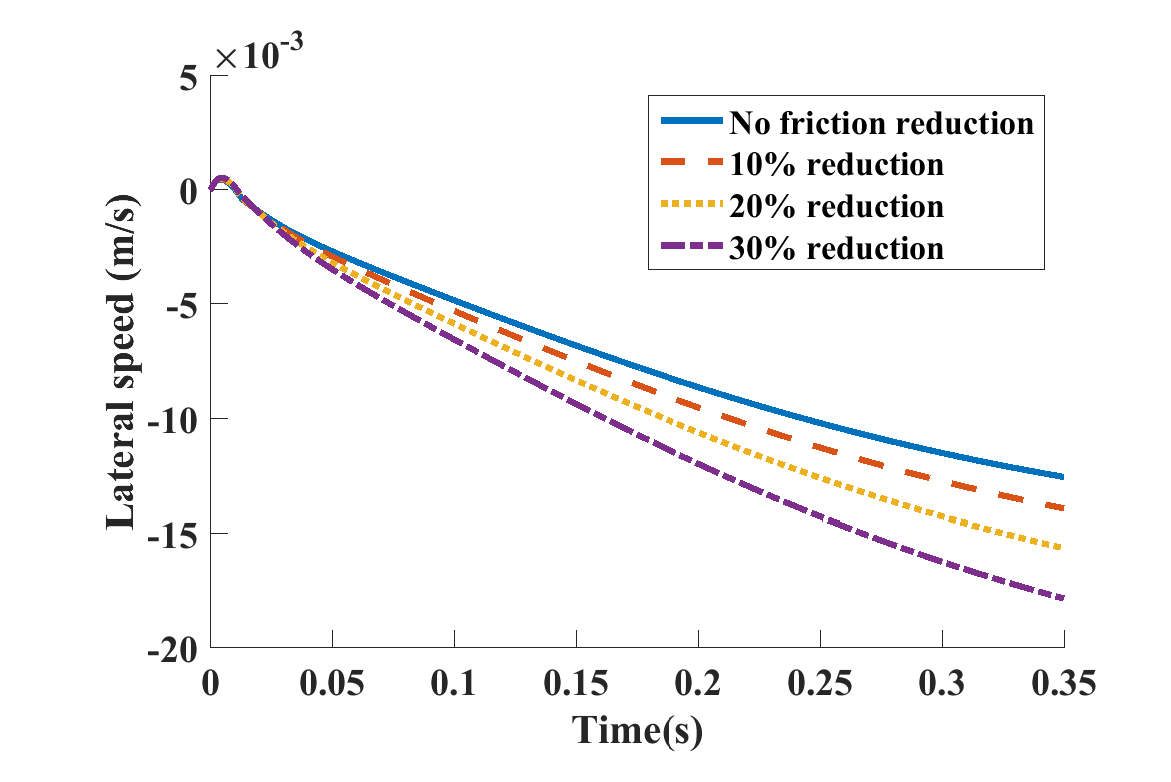 ×10-3
5
0
-5
-10
-15
-20
0 0.05 0.1 0.15 0.2 0.25 0.3 0.35
Time(s)
Lateral speed (m/s)
No friction reduction
10% reduction
20% reduction
30% reduction